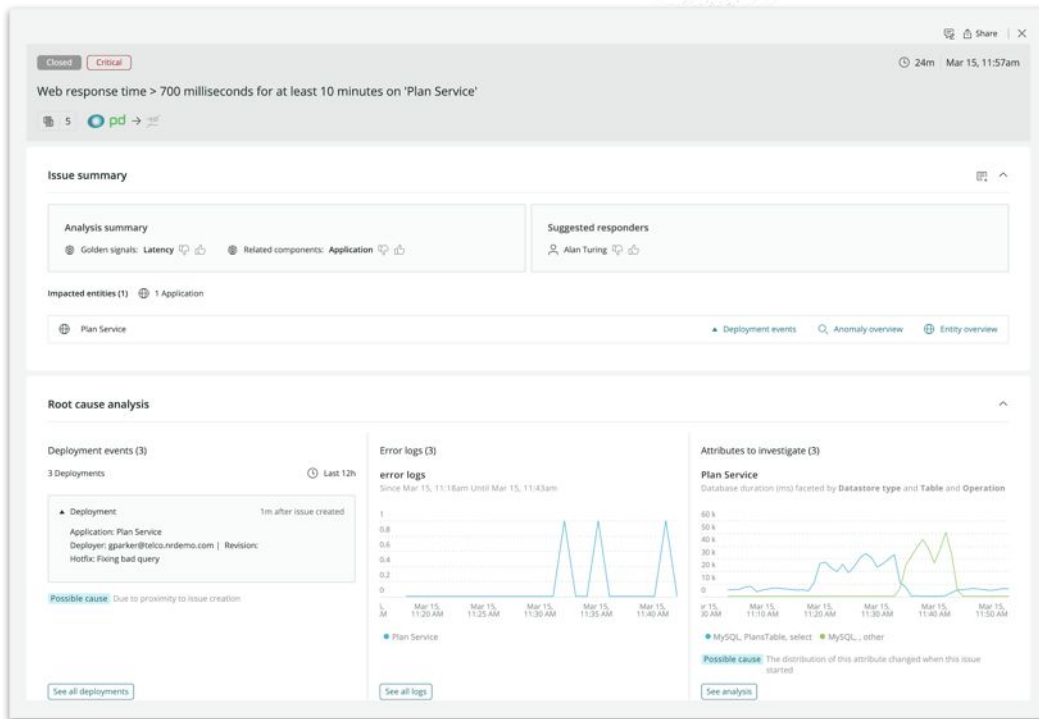 Share
Closed Critical 24m Mar 15, 11:57am
Web response time > 700 milliseconds for at least 10 minutes on 'Plan Service'
5 pd
Issue summary
Analysis summary
Golden signals: Latency Related components: Application
Suggested responders
Alan Turing
Impacted entities (1) 1 Application
Plan Service Deployment events Anomaly overview Entity overview
Root cause analysis
Deployment events (3)
3 Deployments Last 12h
Deployment 1m after issue created
Application: Plan Service
Deployer: gparker@telco.nrdemo.com | Revision:
Hotfix: Fixing bad query
Possible cause Due to proximity to issue creation
See all deployments
Error logs (3)
error logs
Since Mar 15, 11:18am Until Mar 15, 11:43am
1
0.8
0.6
0.4
0.2
0
Mar 15, Mar 15, Mar 15, Mar 15, Mar 15,
11:20 AM 11:25 AM 11:30 AM 11:35 AM 11:40 AM
Plan Service
See all logs
Attributes to investigate (3)
Plan Service
Database duration (ms) faceted by Datastore type and Table and Operation
60 k
50 k
40 k
30 k
20 k
10 k
0
Mar 15, Mar 15, Mar 15, Mar 15, Mar 15,
11:10 AM 11:20 AM 11:30 AM 11:40 AM 11:50 AM
MySQL, PlansTable, select MySQL, , other
Possible cause The distribution of this attribute changed when this issue
started
See analysis